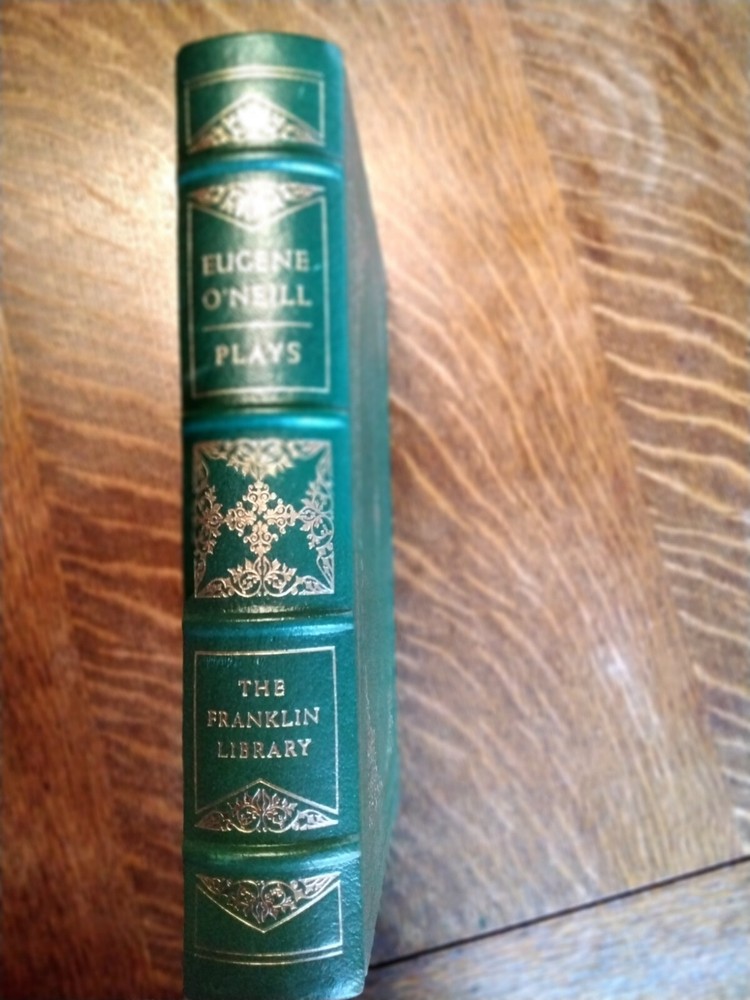 EUGENE
O'NEILL
PLAYS
THE
FRANKLIN
LIBRARY